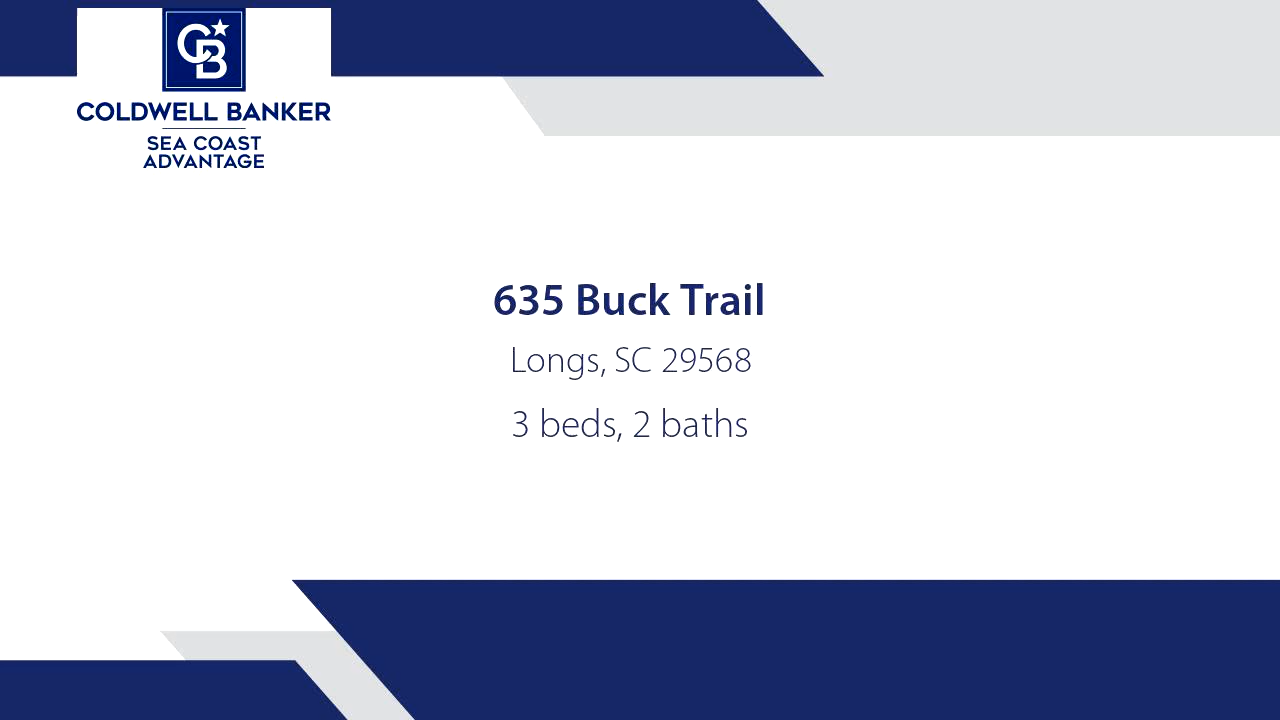 CB
COLDWELL BANKER
SEA COAST
ADVANTAGE
635 Buck Trail
Longs, SC 29568
3 beds, 2 baths